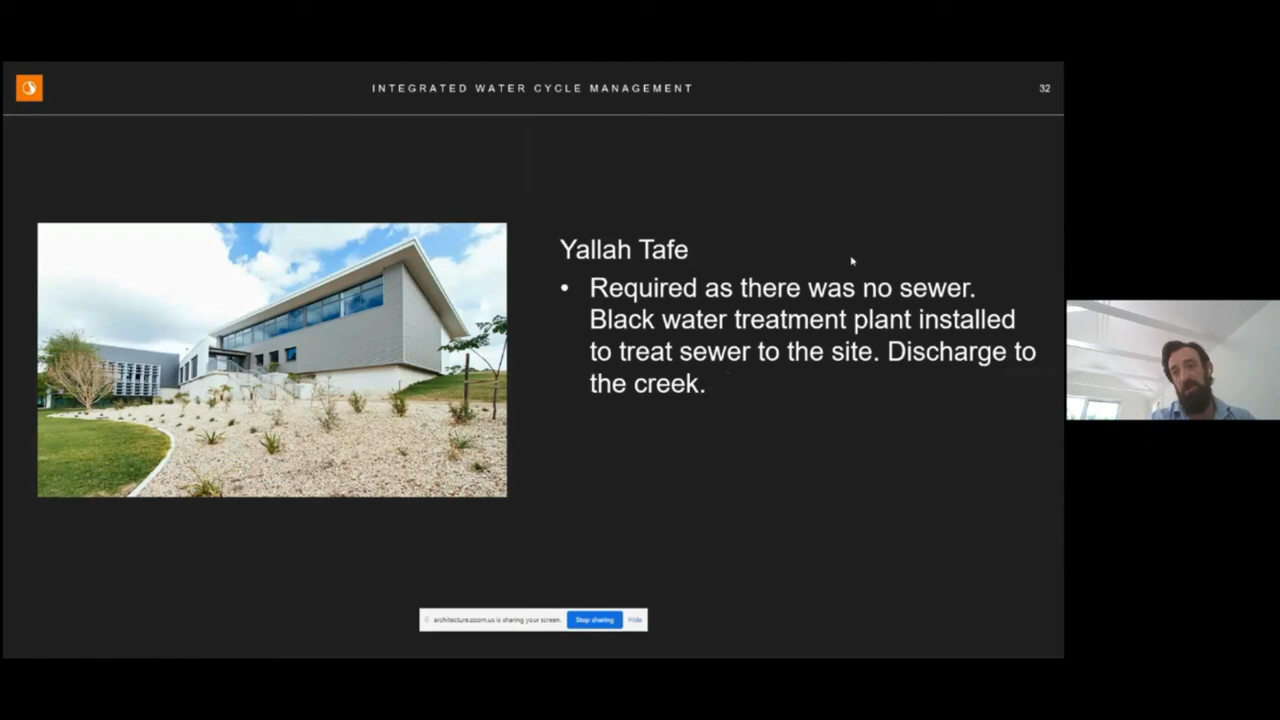 INTEGRATED WATER CYCLE MANAGEMENT
32
Yallah Tafe
• Required as there was no sewer.
Black water treatment plant installed
to treat sewer to the site. Discharge to
the creek.
architecture.zoom.us is sharing your screen. Stop sharing Hide